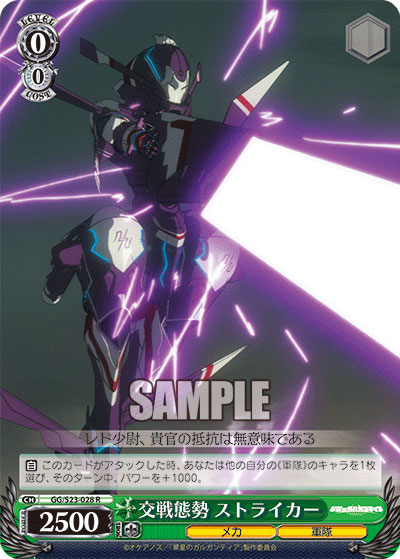 LEVEL
0
0
COST
SAMPLE
レド少尉、貴官の抵抗は無意味である
【自】 このカードがアタックした時、あなたは他の自分の《軍隊》のキャラを1枚
選び、そのターン中、パワーを+1000。
CH GG/S23-028 R
2500
交戦態勢 ストライカー
メカ
軍隊
©オケアノス/「翠星のガルガンティア」製作委員会